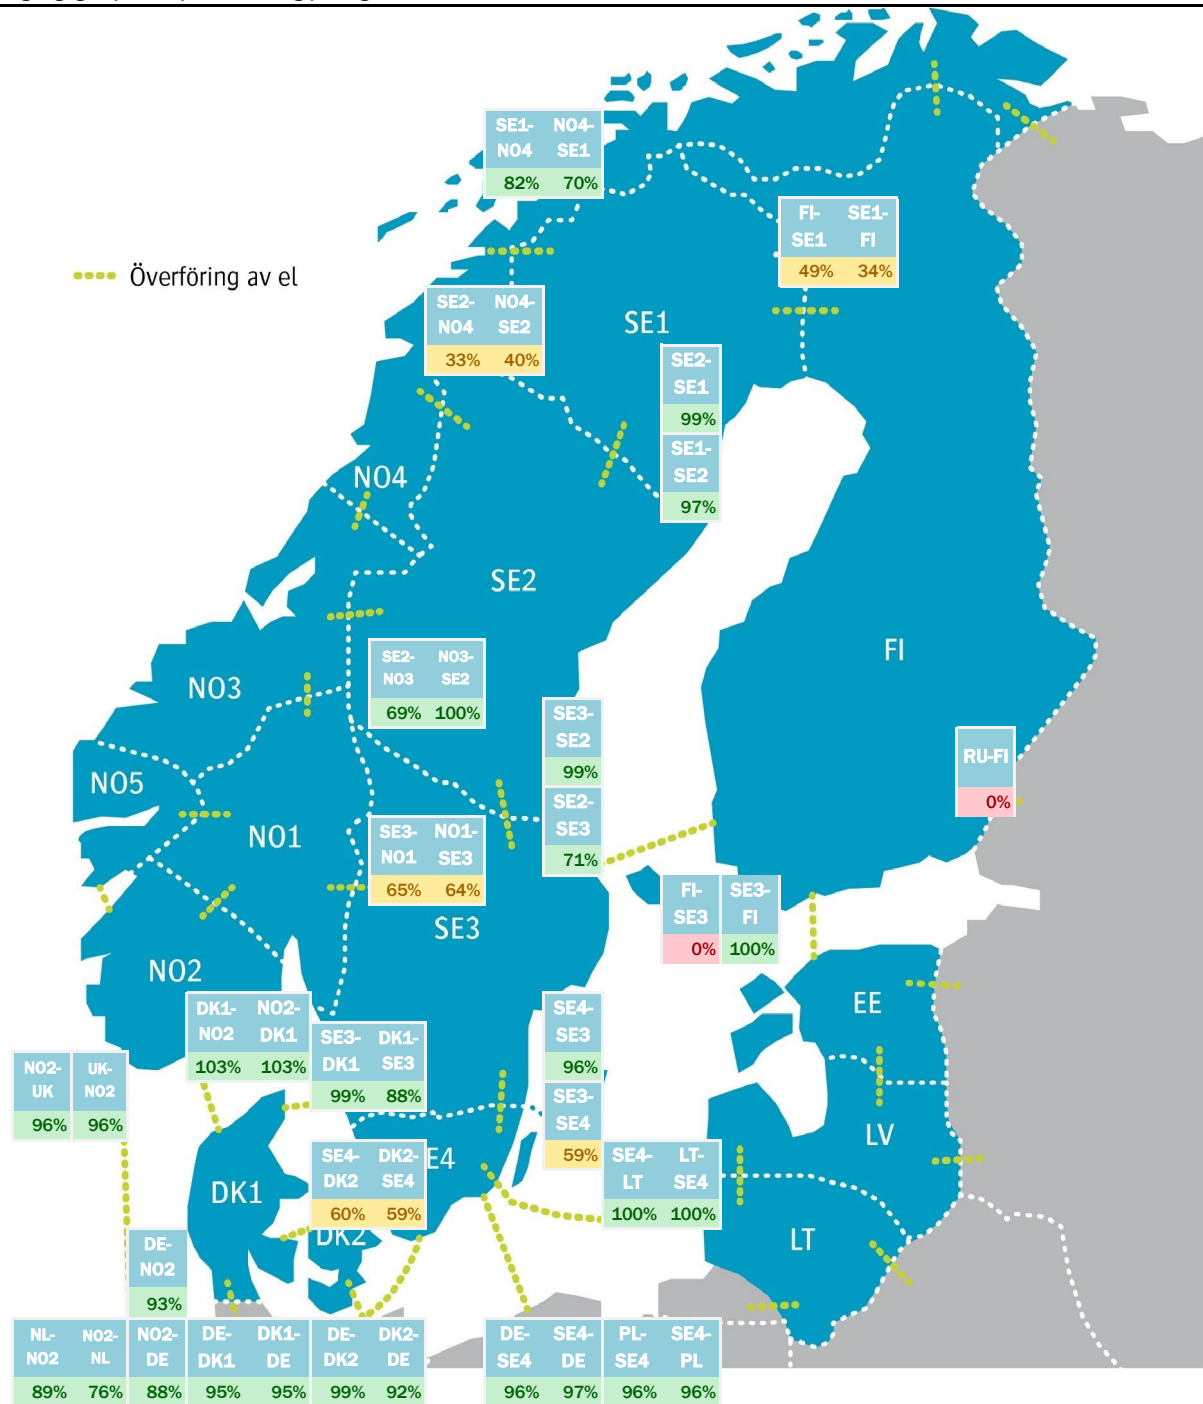 SE1- NO4-
NO4 SE1
82% 70%
FI- SE1-
SE1 FI
49% 34%
Överföring av el
SE2- NO4-
NO4 SE2
33% 40%
SE1
SE2-
SE1
99%
SE1-
SE2
97%
NO4
SE2
FI
SE2- NO3-
NO3 SE2
69% 100%
NO3
SE3-
SE2
99%
SE2-
SE3
71%
RU-FI
0%
NO5
NO1
SE3- NO1-
NO1 SE3
65% 64%
FI- SE3-
SE3 FI
0% 100%
SE3
NO2
EE
DK1- NO2-
NO2 DK1
103% 103%
SE3- DK1-
DK1 SE3
99% 88%
SE4-
SE3
96%
SE3-
SE4
59%
NO2- UK-
UK NO2
96% 96%
LV
SE4- DK2-
DK2 SE4
60% 59%
E4
SE4- LT-
LT SE4
100% 100%
DK1
DK2
LT
DE-
NO2
93%
NL- NO2- NO2- DE- DK1- DE- DK2- DE- SE4- PL- SE4-
NO2 NL DE DK1 DE DK2 DE SE4 DE SE4 PL
89% 76% 88% 95% 95% 99% 92% 96% 97% 96% 96%